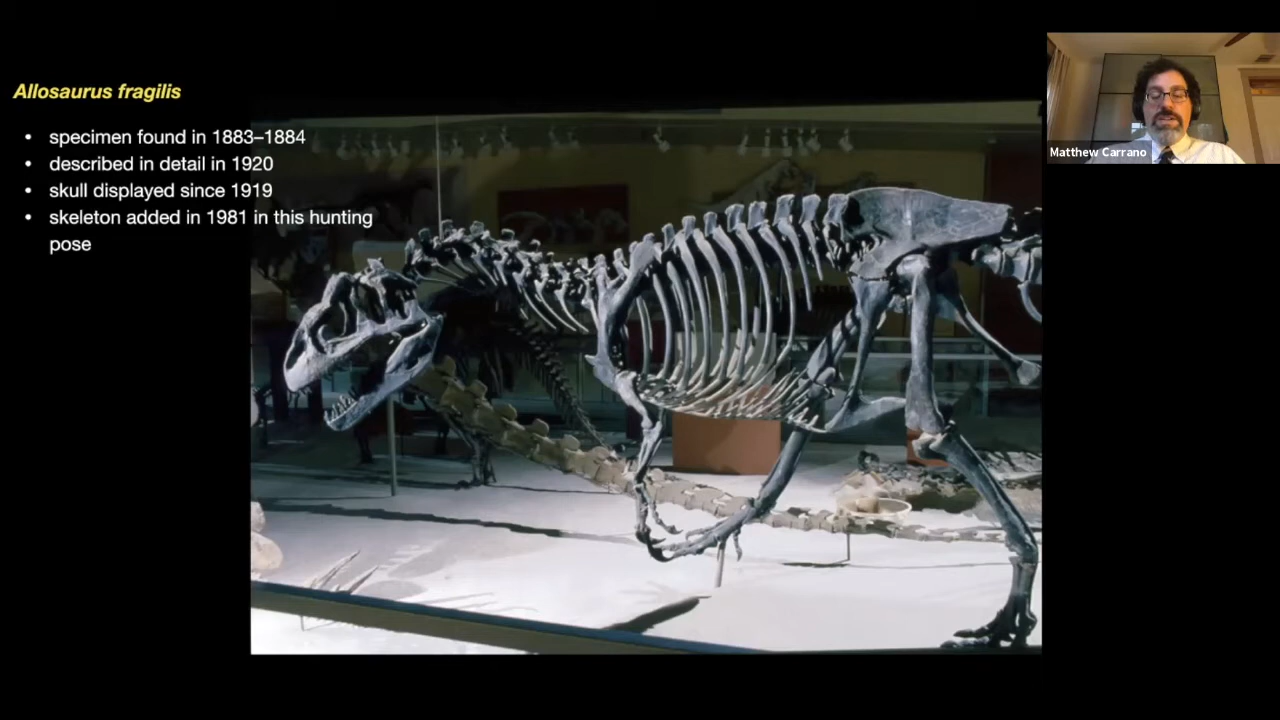 Allosaurus fragilis
• specimen found in 1883–1884
• described in detail in 1920
• skull displayed since 1919
• skeleton added in 1981 in this hunting
pose
Matthew Carrano